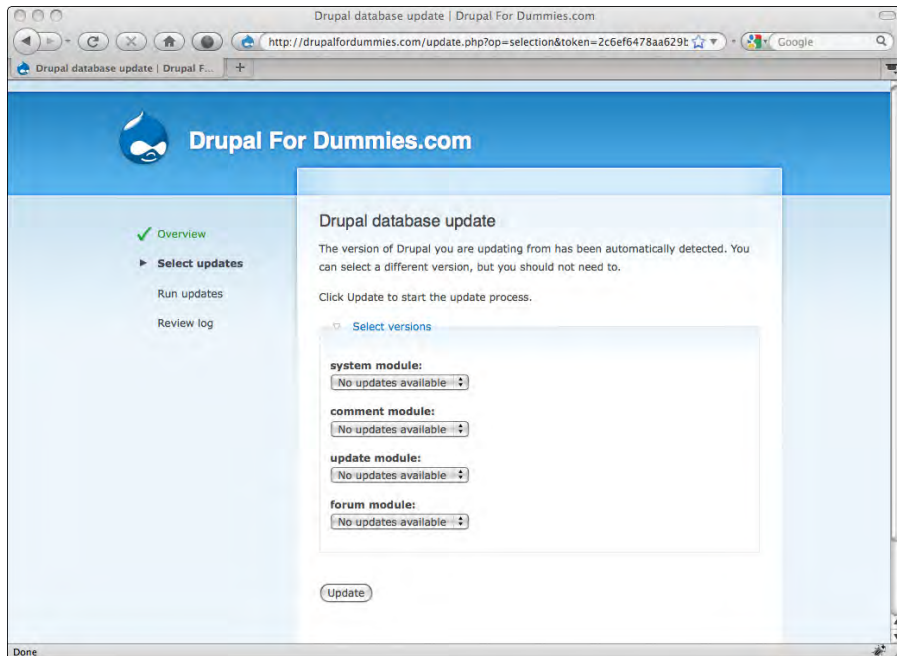 Drupal database update | Drupal For Dummies.com
http://drupalfordummies.com/update.php?op=selection&token=2c6ef6478aa629b
Google
Drupal database update | Drupal F...
+
Drupal For Dummies.com
Overview
Select updates
Run updates
Review log
Drupal database update
The version of Drupal you are updating from has been automatically detected. You
can select a different version, but you should not need to.
Click Update to start the update process.
Select versions
system module:
No updates available
comment module:
No updates available
update module:
No updates available
forum module:
No updates available
Update
Done